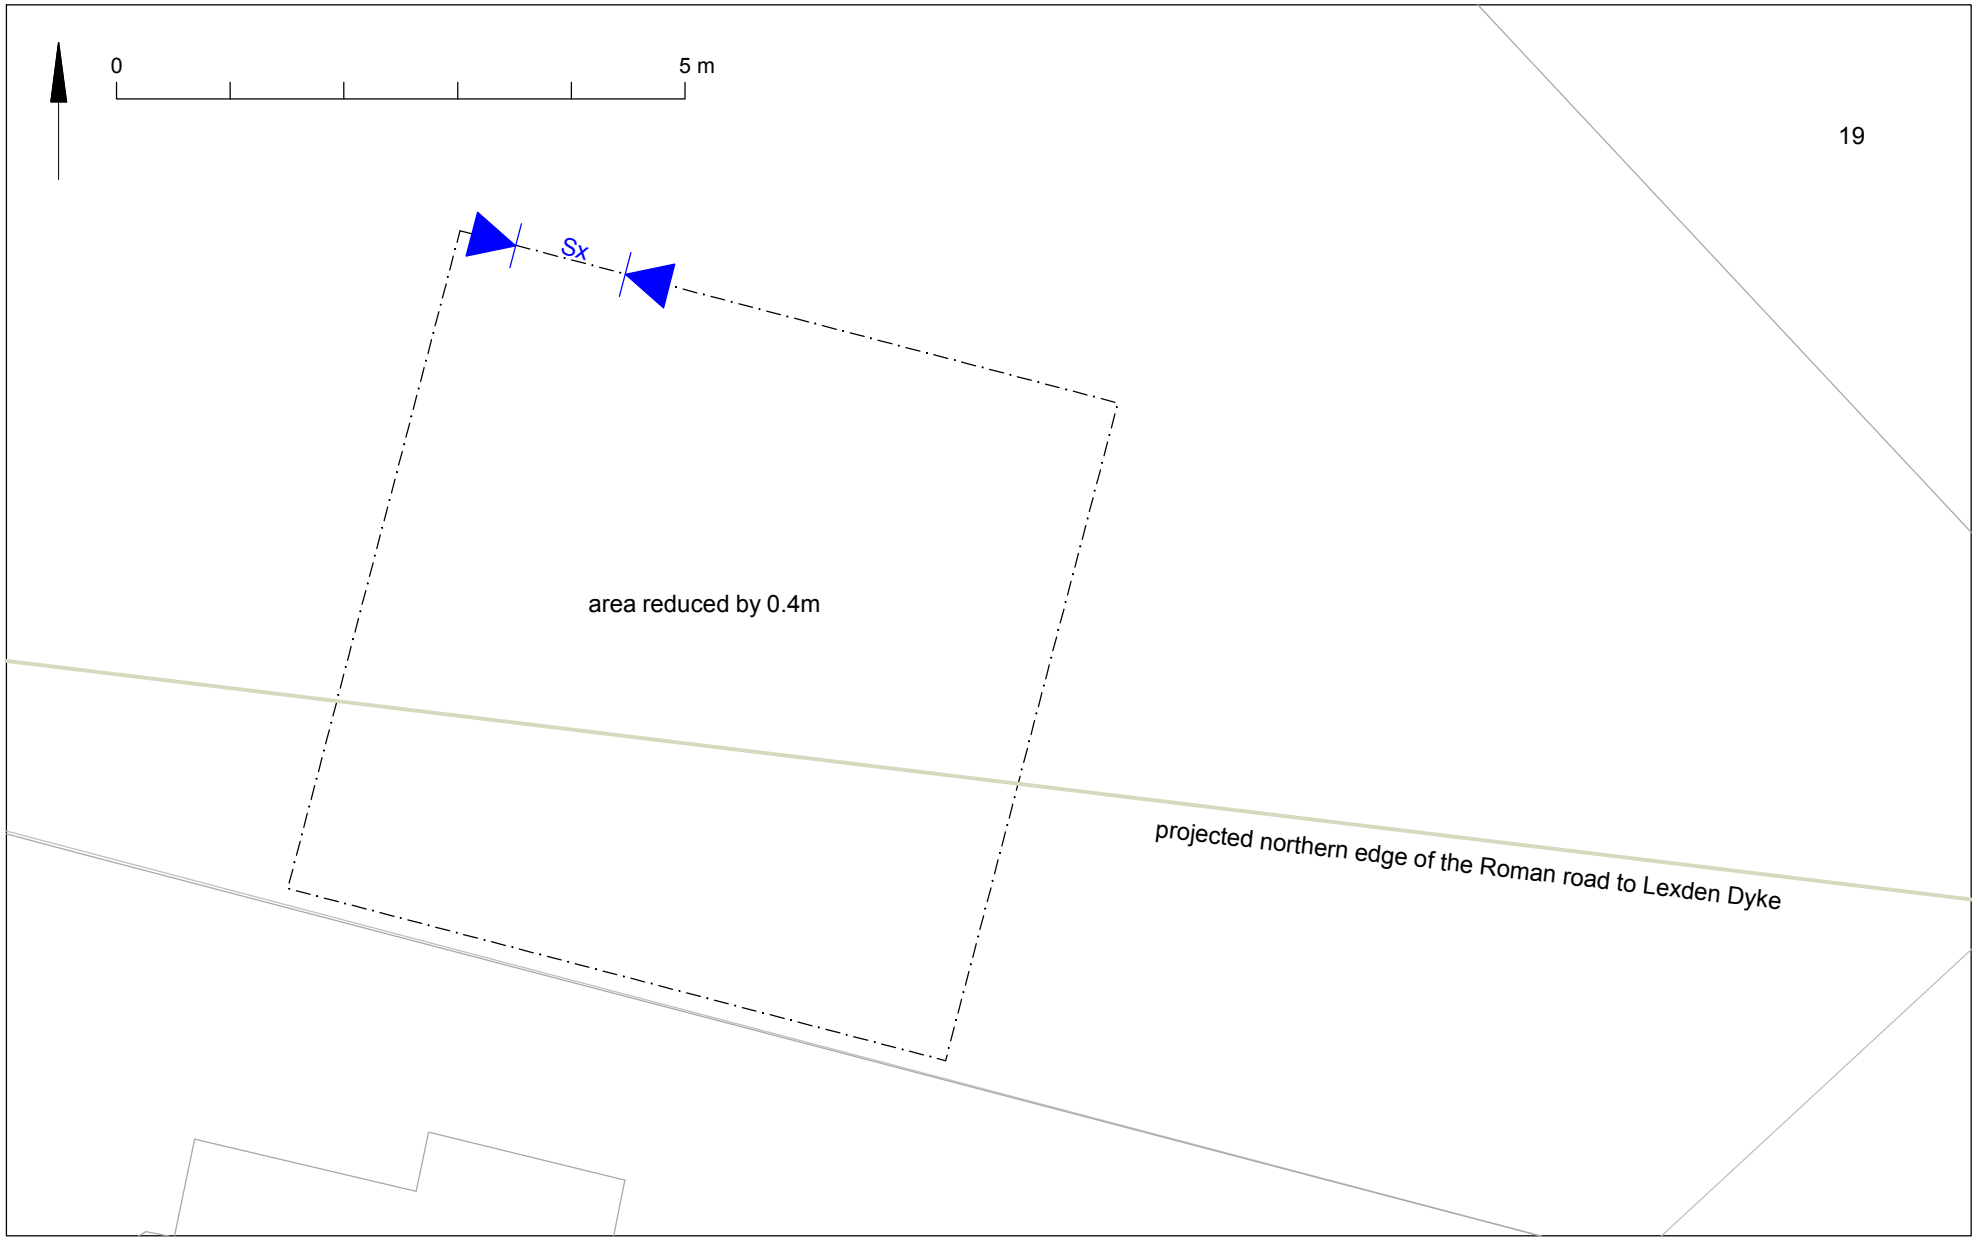 0 5 m
19
Sx
area reduced by 0.4m
projected northern edge of the Roman road to Lexden Dyke